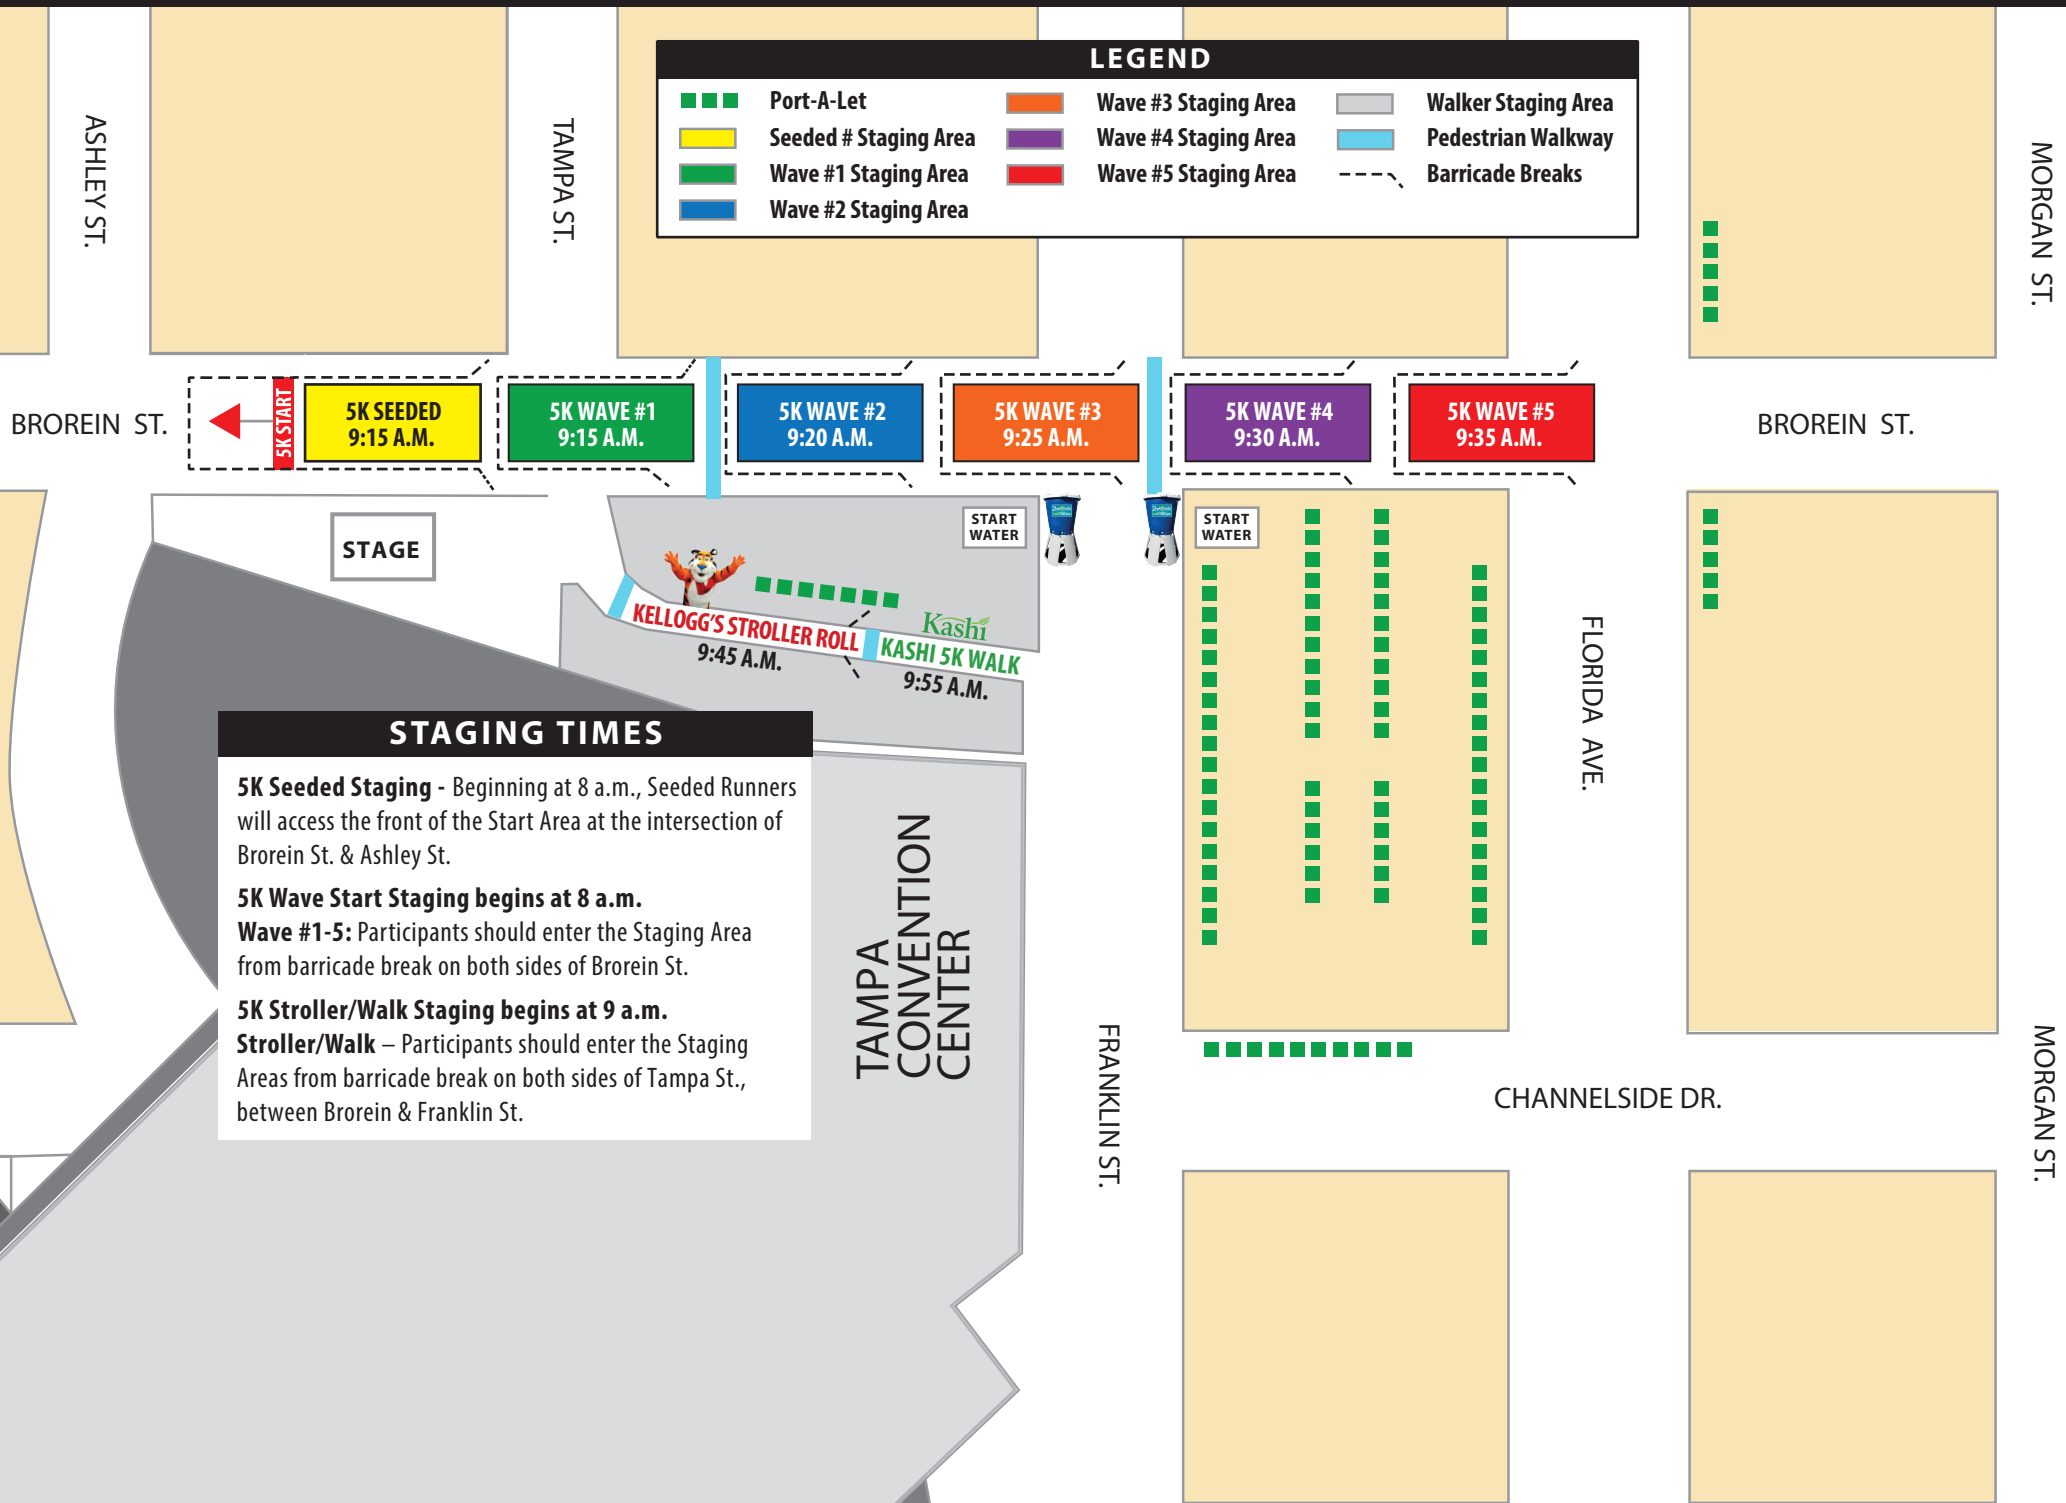 LEGEND
Port-A-Let
Seeded # Staging Area
Wave #1 Staging Area
Wave #2 Staging Area
Wave #3 Staging Area
Wave #4 Staging Area
Wave #5 Staging Area
Walker Staging Area
Pedestrian Walkway
Barricade Breaks
ASHLEY ST.
TAMPA ST.
MORGAN ST.
BROREIN ST.
5K START
5K SEEDED
9:15 A.M.
5K WAVE #1
9:15 A.M.
5K WAVE #2
9:20 A.M.
5K WAVE #3
9:25 A.M.
5K WAVE #4
9:30 A.M.
5K WAVE #5
9:35 A.M.
BROREIN ST.
STAGE
START
WATER
START
WATER
KELLOGG'S STROLLER ROLL
9:45 A.M.
Kashi
KASHI 5K WALK
9:55 A.M.
FLORIDA AVE.
STAGING TIMES
5K Seeded Staging - Beginning at 8 a.m., Seeded Runners
will access the front of the Start Area at the intersection of
Brorein St. & Ashley St.
5K Wave Start Staging begins at 8 a.m.
Wave #1-5: Participants should enter the Staging Area
from barricade break on both sides of Brorein St.
5K Stroller/Walk Staging begins at 9 a.m.
Stroller/Walk – Participants should enter the Staging
Areas from barricade break on both sides of Tampa St.,
between Brorein & Franklin St.
TAMPA
CONVENTION
CENTER
FRANKLIN ST.
CHANNELSIDE DR.
MORGAN ST.